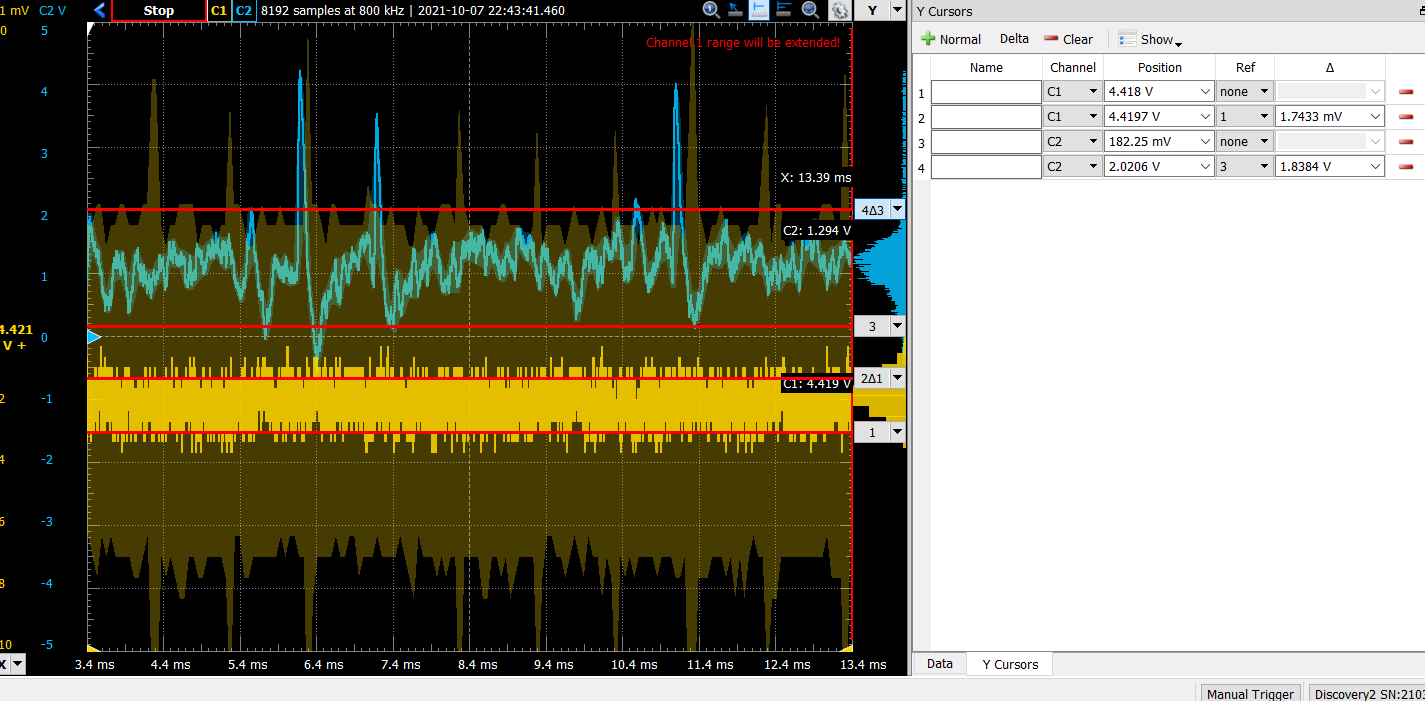 1 mV C2 V Stop C1 C2 8192 samples at 800 kHz | 2021-10-07 22:43:41.460 Y
Y Cursors
Normal Delta Clear Show
Name Channel Position Ref Δ
1 C1 4.418 V none
2 C1 4.4197 V 1 1.7433 mV
3 C2 182.25 mV none
4 C2 2.0206 V 3 1.8384 V
Channel 1 range will be extended!
0 5
4
3
2
1
4.421
V +
0
2 -1
4 -2
6 -3
8 -4
10 -5
X: 13.39 ms
4Δ3
C2: 1.294 V
3
2Δ1
C1: 4.419 V
1
X 3.4 ms 4.4 ms 5.4 ms 6.4 ms 7.4 ms 8.4 ms 9.4 ms 10.4 ms 11.4 ms 12.4 ms 13.4 ms
Data Y Cursors
Manual Trigger Discovery2 SN:2103